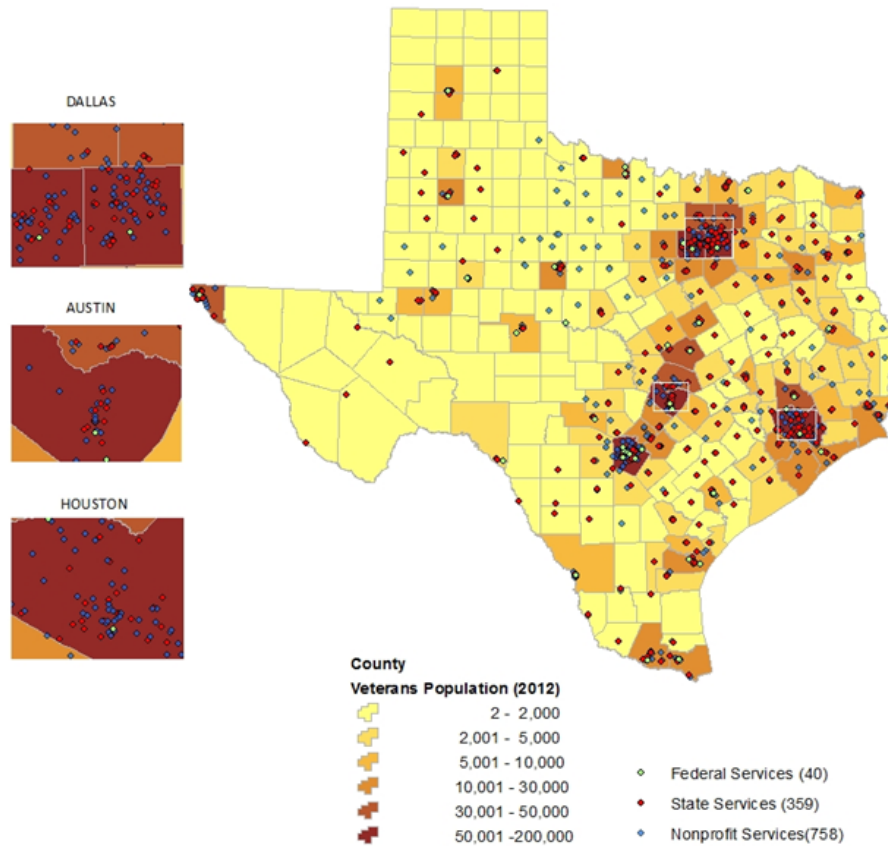 DALLAS
AUSTIN
HOUSTON
County
Veterans Population (2012)
2 - 2,000
2,001 - 5,000
5,001 - 10,000
10,001 - 30,000
30,001 - 50,000
50,001 -200,000
Federal Services (40)
State Services (359)
Nonprofit Services(758)